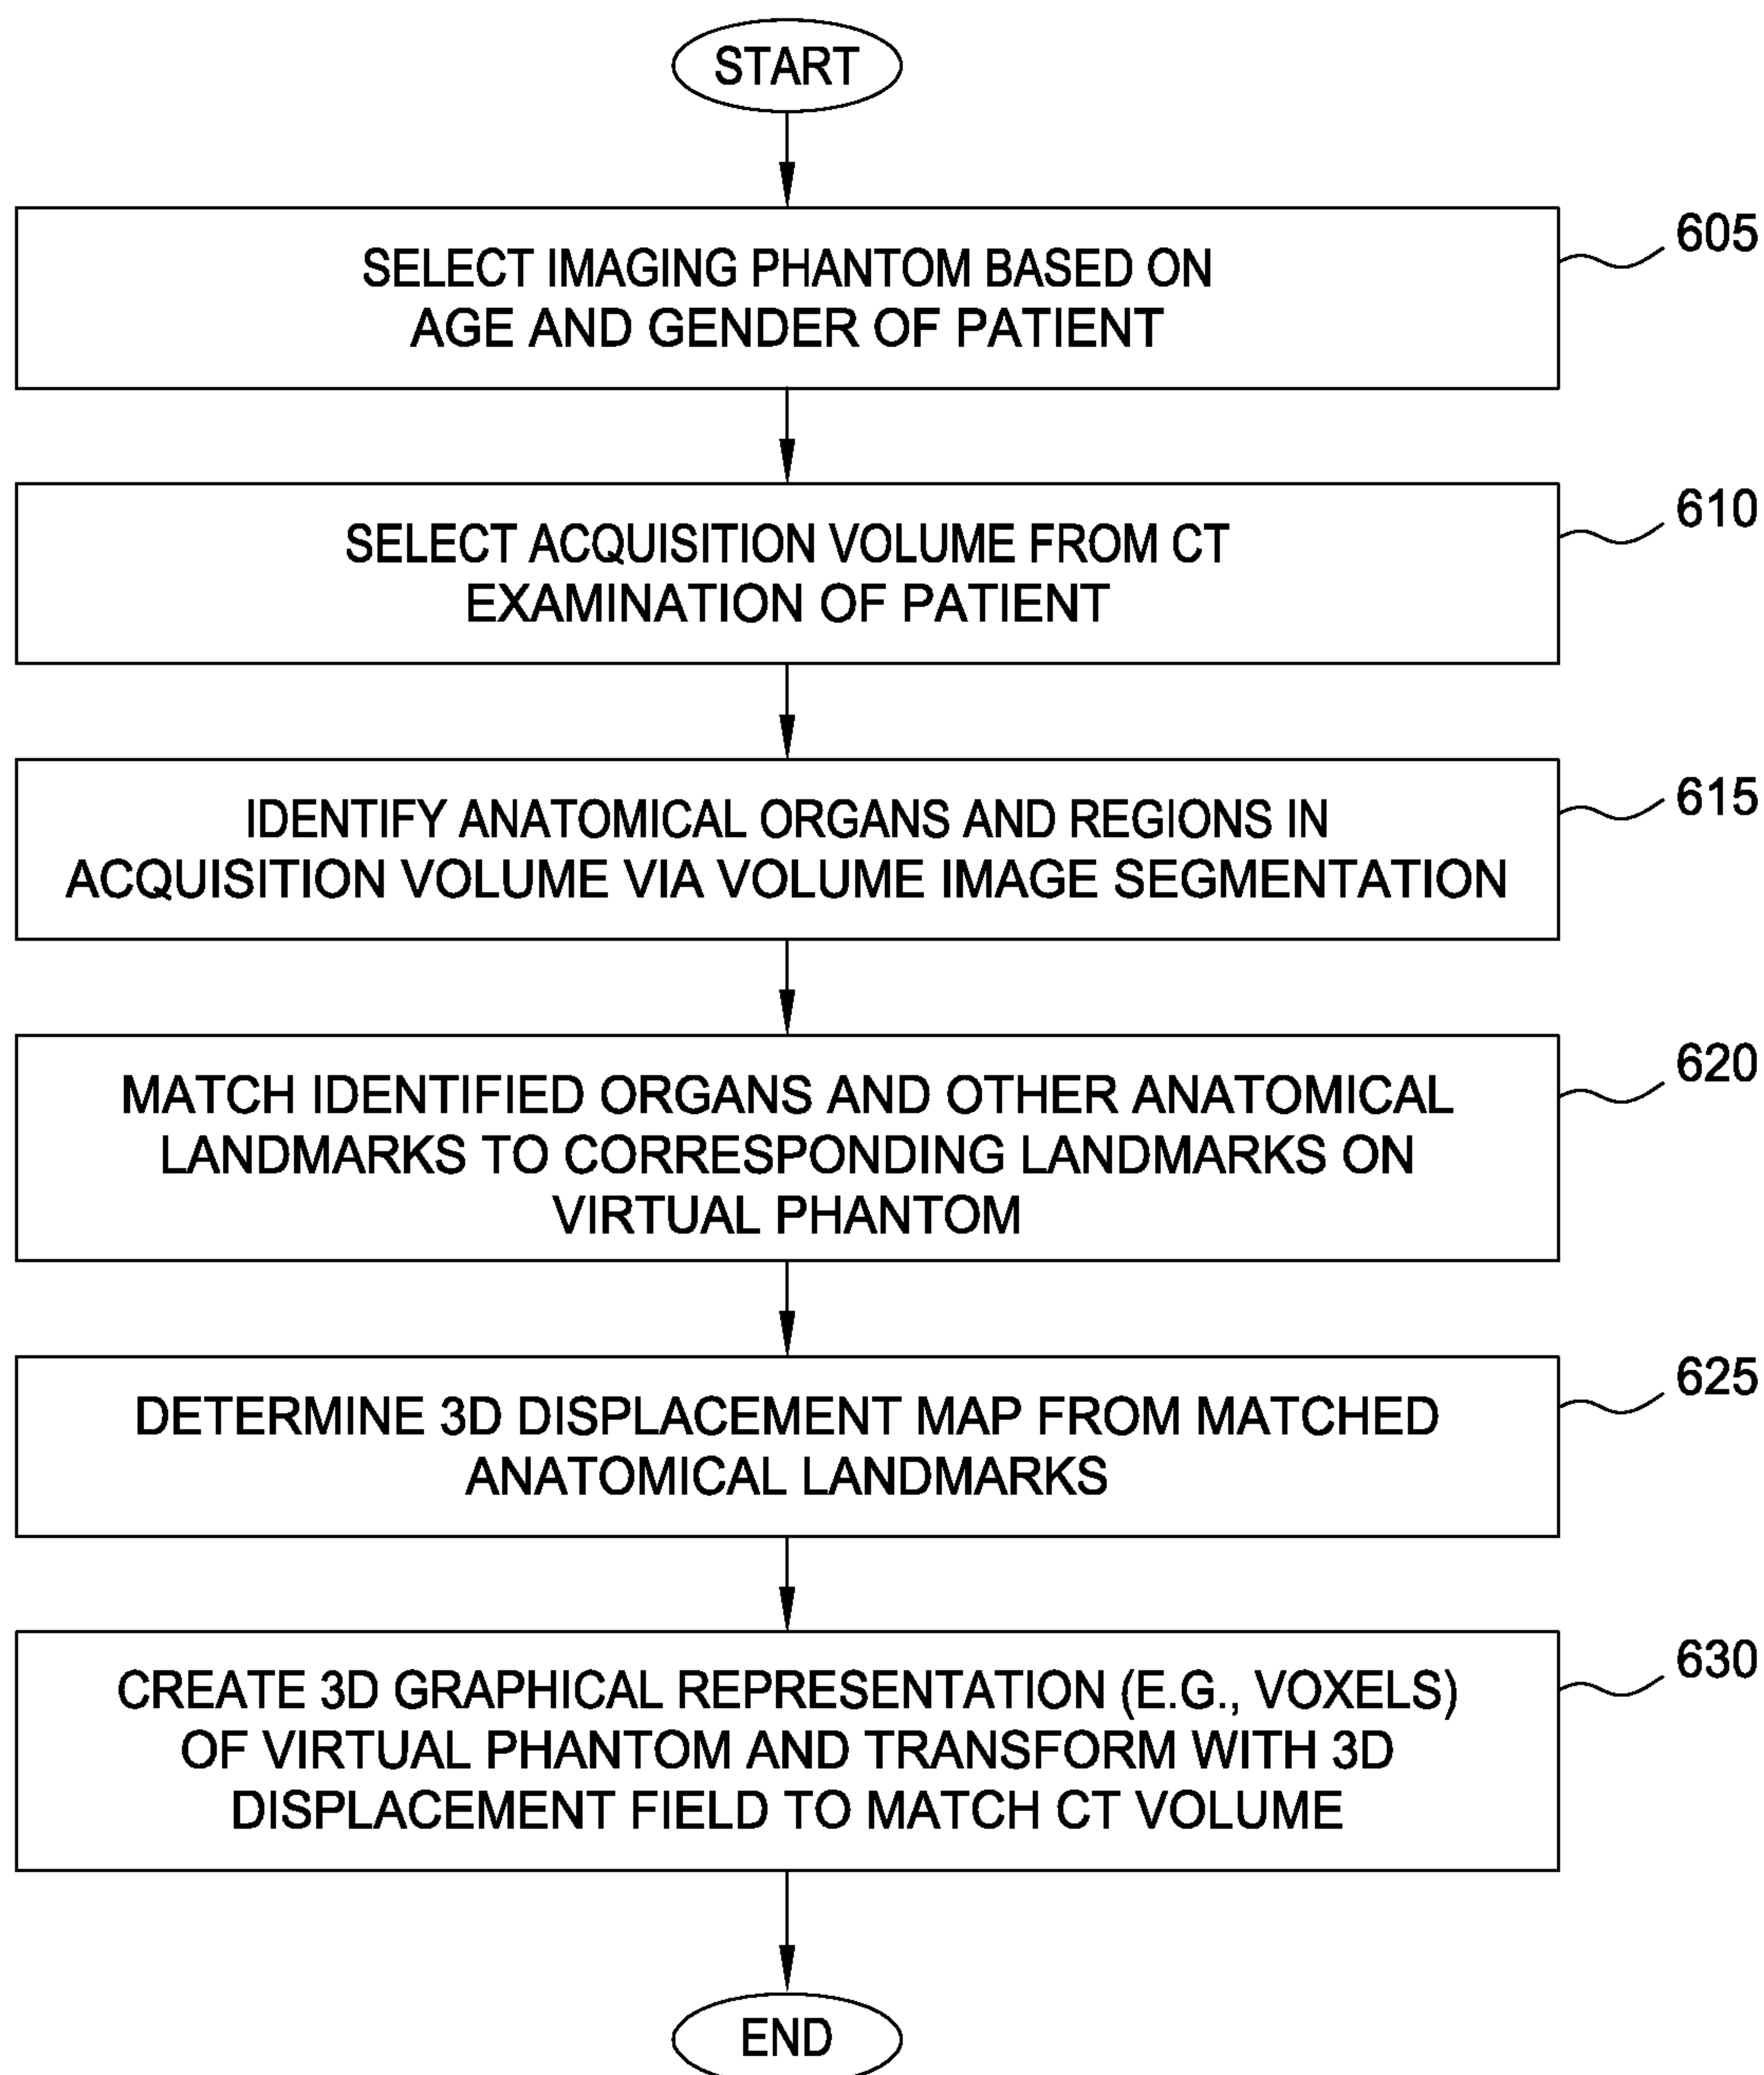 START
605
SELECT IMAGING PHANTOM BASED ON
AGE AND GENDER OF PATIENT
610
SELECT ACQUISITION VOLUME FROM CT
EXAMINATION OF PATIENT
615
IDENTIFY ANATOMICAL ORGANS AND REGIONS IN
ACQUISITION VOLUME VIA VOLUME IMAGE SEGMENTATION
620
MATCH IDENTIFIED ORGANS AND OTHER ANATOMICAL
LANDMARKS TO CORRESPONDING LANDMARKS ON
VIRTUAL PHANTOM
625
DETERMINE 3D DISPLACEMENT MAP FROM MATCHED
ANATOMICAL LANDMARKS
630
CREATE 3D GRAPHICAL REPRESENTATION (E.G., VOXELS)
OF VIRTUAL PHANTOM AND TRANSFORM WITH 3D
DISPLACEMENT FIELD TO MATCH CT VOLUME
END